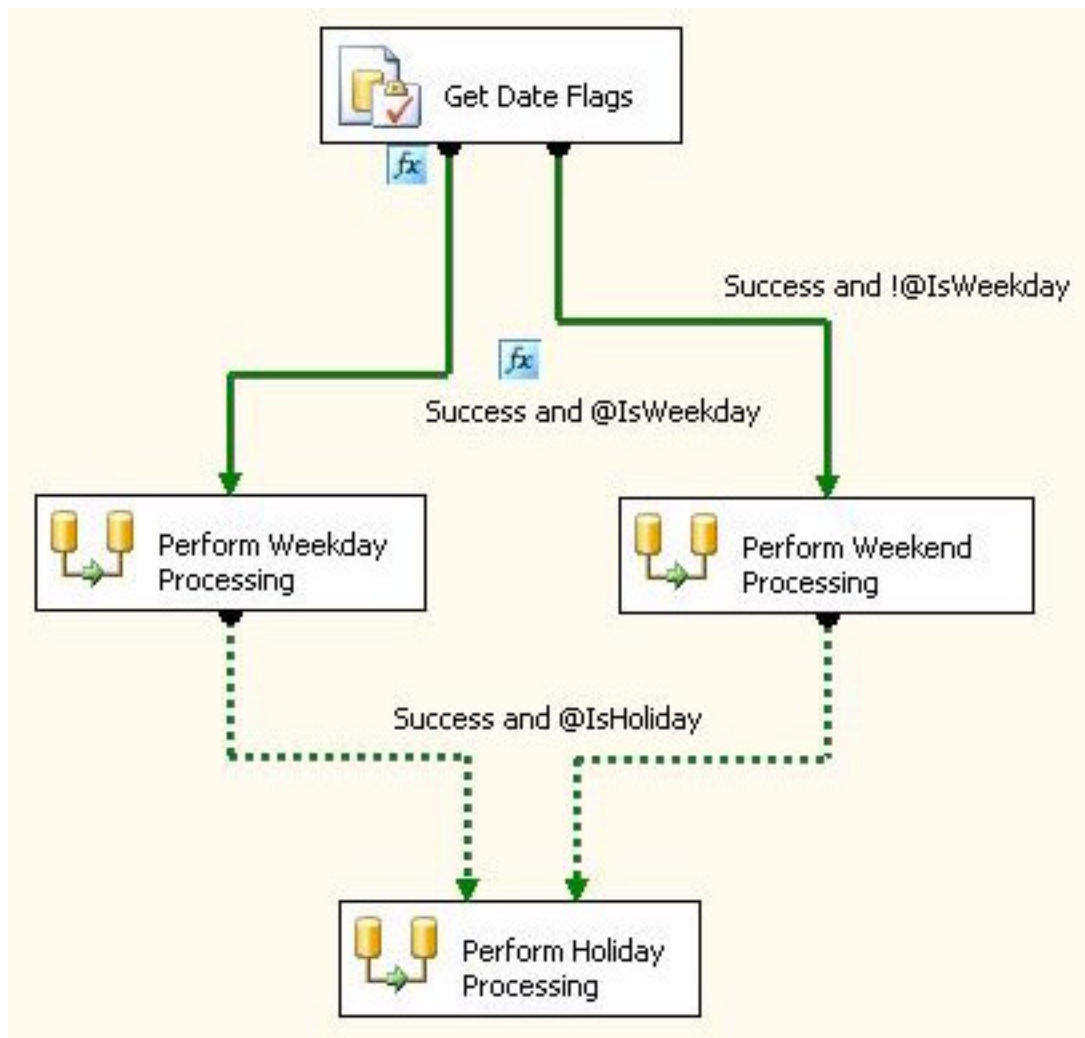 Get Date Flags
fx
Success and !@IsWeekday
fx
Success and @IsWeekday
Perform Weekday
Processing
Perform Weekend
Processing
Success and @IsHoliday
Perform Holiday
Processing